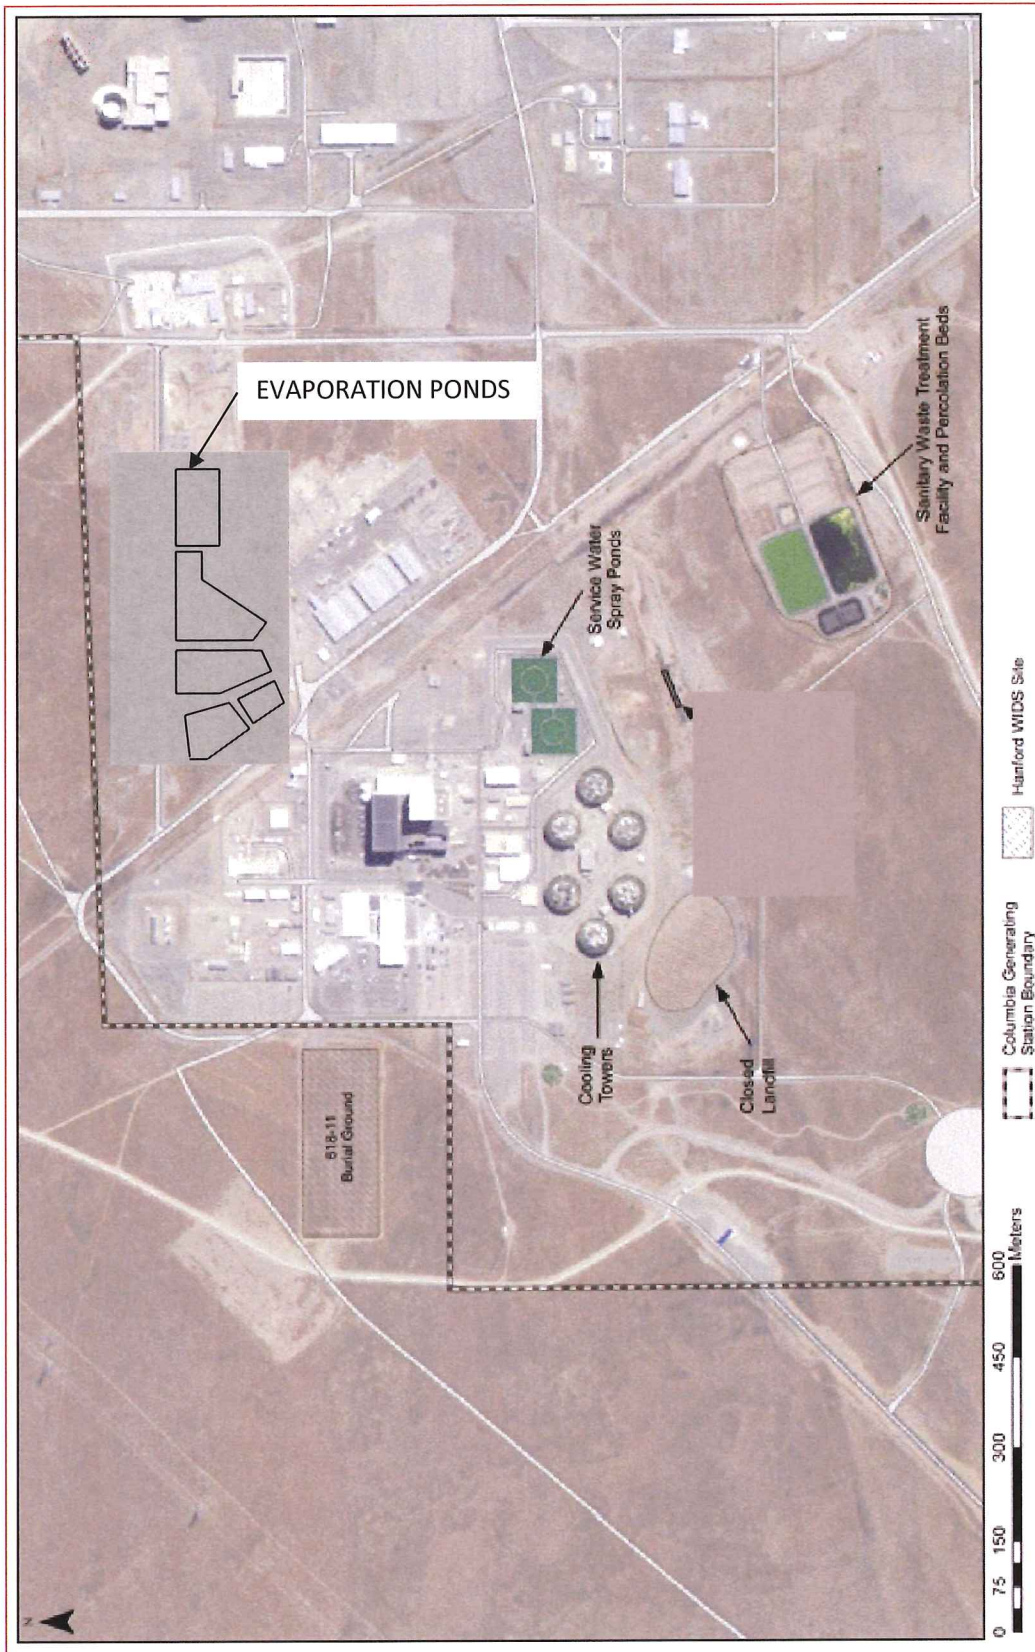 EVAPORATION PONDS
Sanitary Waste Treatment
Facility and Percolation Beds
Service Water
Spray Ponds
Cooling
Towers
Closed
Landfill
618-11
Burial Ground
N
0 75 150 300 450 600
Meters
Columbia Generating
Station Boundary
Hanford WIDS Site